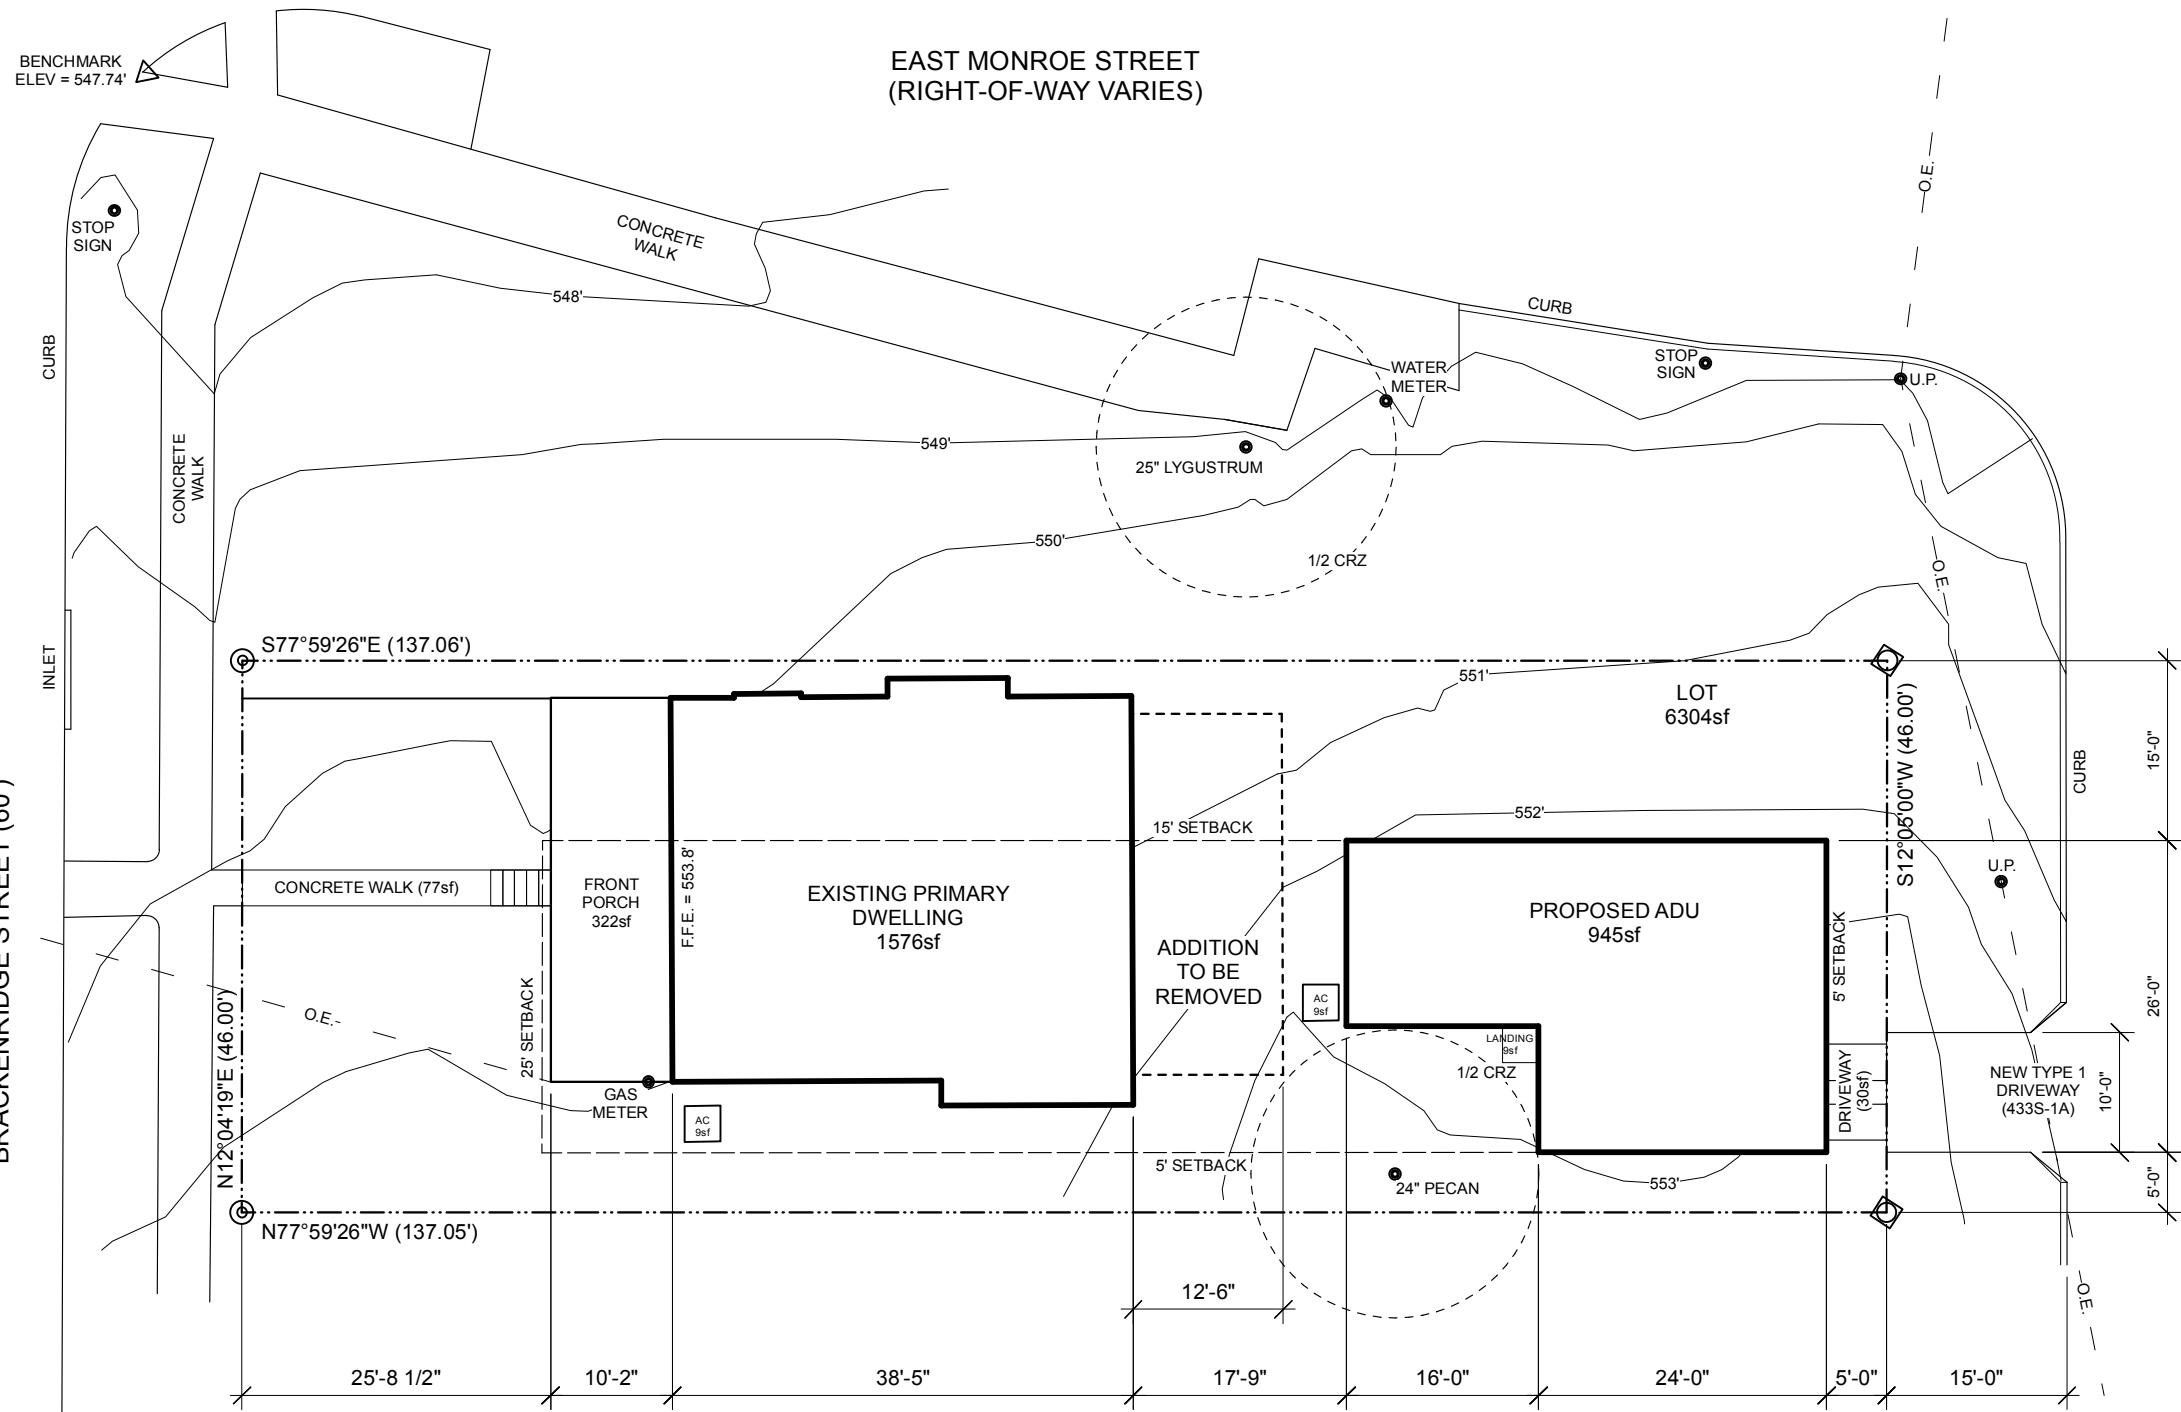 BENCHMARK
ELEV = 547.74'
EAST MONROE STREET
(RIGHT-OF-WAY VARIES)
O.E.
STOP
SIGN
CONCRETE
WALK
548'
CURB
CURB
STOP
SIGN
WATER
METER
U.P.
549'
25" LYGUSTRUM
CONCRETE
WALK
550'
1/2 CRZ
O.E.
INLET
S77°59'26"E (137.06')
551'
LOT
6304sf
S12°05'00"W (46.00')
15'-0"
CURB
552'
15' SETBACK
BRACKENRIDGE STREET (60')
CONCRETE WALK (77sf)
FRONT
PORCH
322sf
F.F.E. = 553.8'
EXISTING PRIMARY
DWELLING
1576sf
ADDITION
TO BE
REMOVED
PROPOSED ADU
945sf
U.P.
5' SETBACK
26'-0"
AC
9sf
O.E.
25' SETBACK
N12°04'19"E (46.00')
LANDING
9sf
1/2 CRZ
DRIVEWAY
(30sf)
NEW TYPE 1
DRIVEWAY
(433S-1A)
10'-0"
GAS
METER
AC
9sf
5' SETBACK
24" PECAN
553'
5'-0"
N77°59'26"W (137.05')
O.E.
12'-6"
25'-8 1/2"
10'-2"
38'-5"
17'-9"
16'-0"
24'-0"
5'-0"
15'-0"